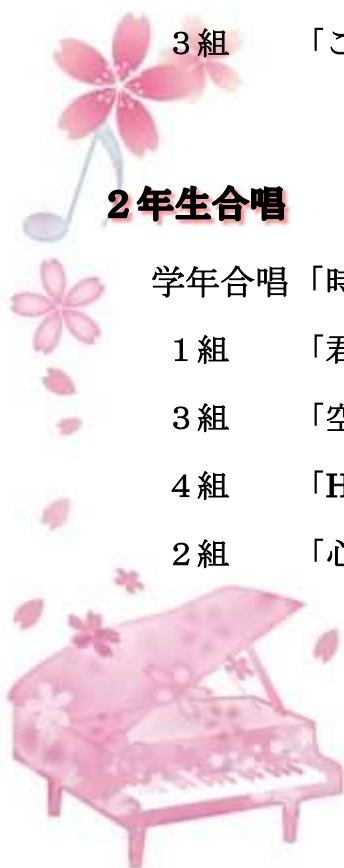 3組 「こ
2年生合唱
学年合唱「時
1組 「君
3組 「空
4組 「H
2組 「心